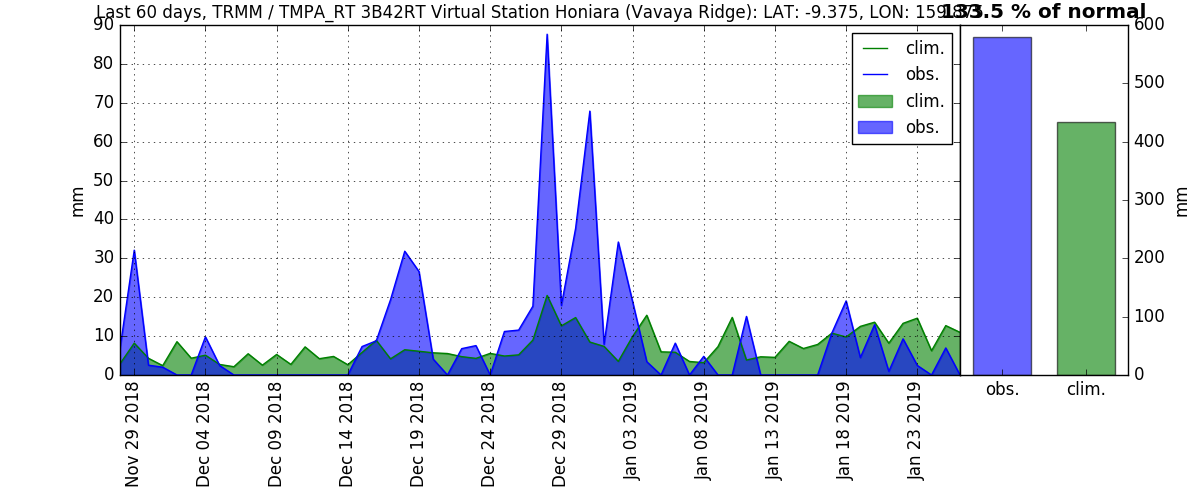 Last 60 days, TRMM / TMPA_RT 3B42RT Virtual Station Honiara (Vavaya Ridge): LAT: -9.375, LON:
133.5 % of normal
90
80
70
60
50
40
30
20
10
0
mm
clim.
obs.
clim.
obs.
600
500
400
300
200
100
0
mm
obs.
clim.
Nov 29 2018
Dec 04 2018
Dec 09 2018
Dec 14 2018
Dec 19 2018
Dec 24 2018
Dec 29 2018
Jan 03 2019
Jan 08 2019
Jan 13 2019
Jan 18 2019
Jan 23 2019